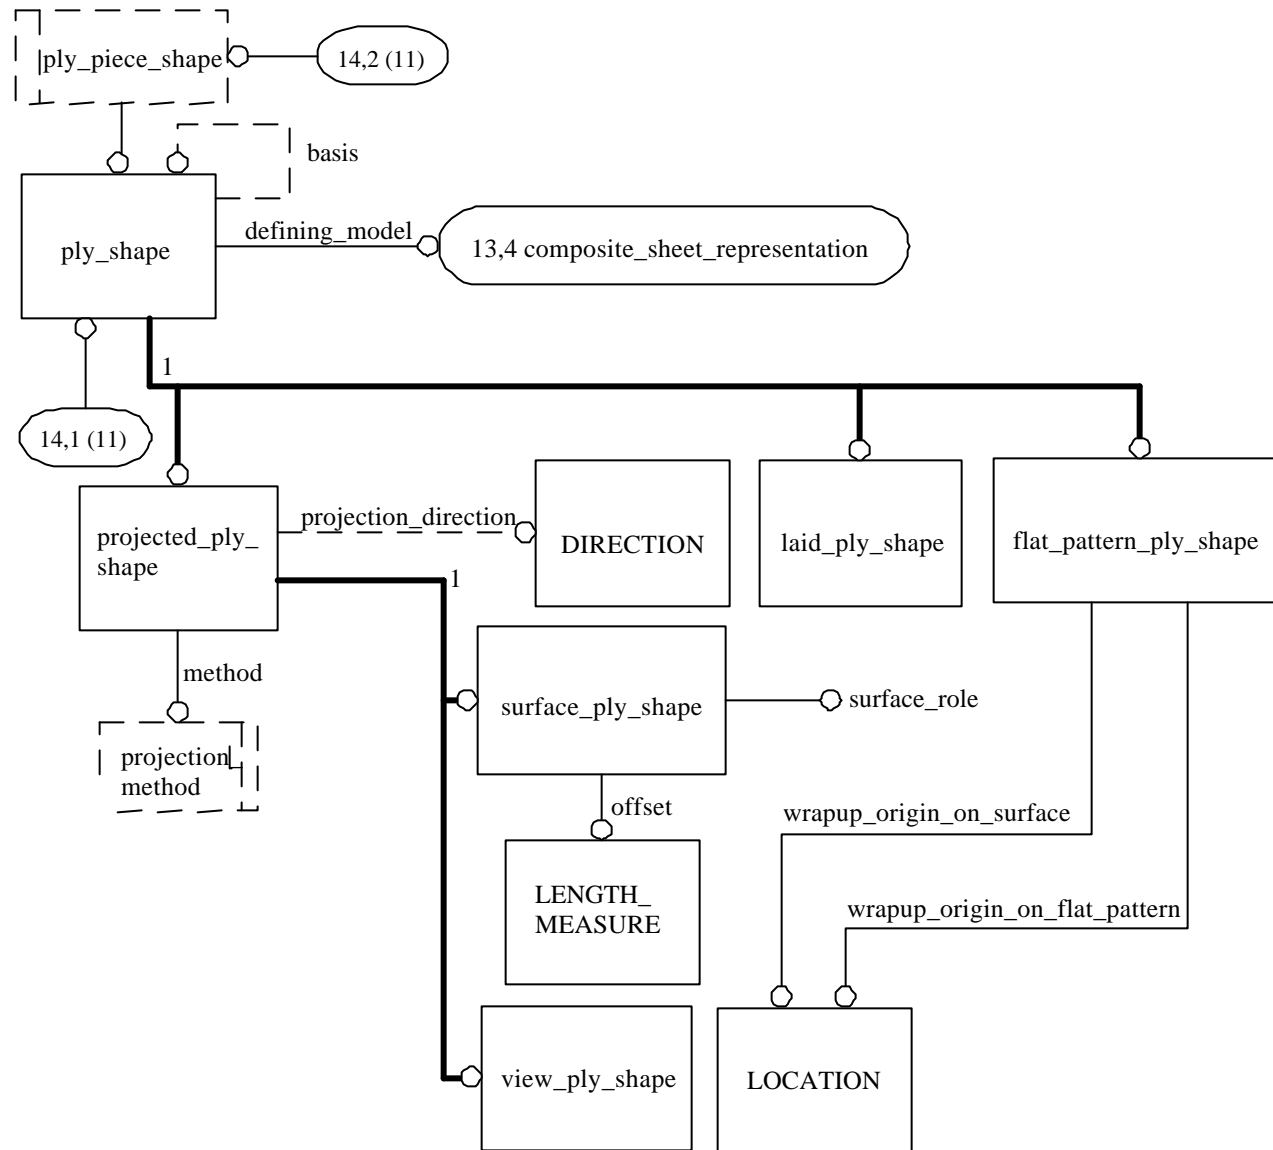 ply_piece_shape
14,2 (11)
basis
defining_model
ply_shape
13,4 composite_sheet_representation
1
14,1 (11)
projection_direction
projected_ply_
shape
DIRECTION
laid_ply_shape
flat_pattern_ply_shape
1
method
surface_ply_shape
surface_role
projection_
method
offset
wrapup_origin_on_surface
LENGTH_
MEASURE
wrapup_origin_on_flat_pattern
view_ply_shape
LOCATION